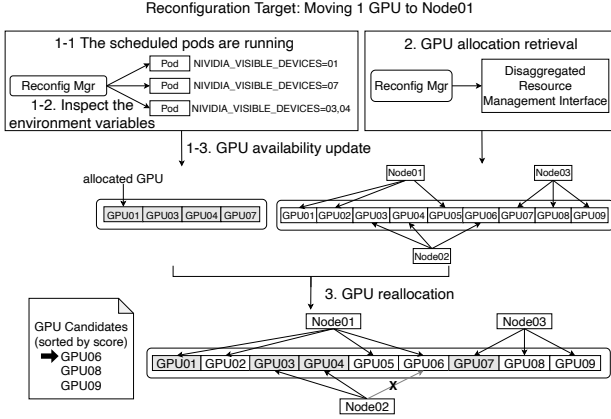 Reconfiguration Target: Moving 1 GPU to Node01
1-1 The scheduled pods are running
Reconfig Mgr
Pod NIVIDIA_VISIBLE_DEVICES=01
Pod NIVIDIA_VISIBLE_DEVICES=07
Pod NIVIDIA_VISIBLE_DEVICES=03,04
1-2. Inspect the
environment variables
2. GPU allocation retrieval
Reconfig Mgr
Disaggregated
Resource
Management Interface
1-3. GPU availability update
allocated GPU
GPU01 GPU03 GPU04 GPU07
Node01 Node03
GPU01 GPU02 GPU03 GPU04 GPU05 GPU06 GPU07 GPU08 GPU09
Node02
3. GPU reallocation
GPU Candidates
(sorted by score)
GPU06
GPU08
GPU09
Node01 Node03
GPU01 GPU02 GPU03 GPU04 GPU05 GPU06 GPU07 GPU08 GPU09
x
Node02